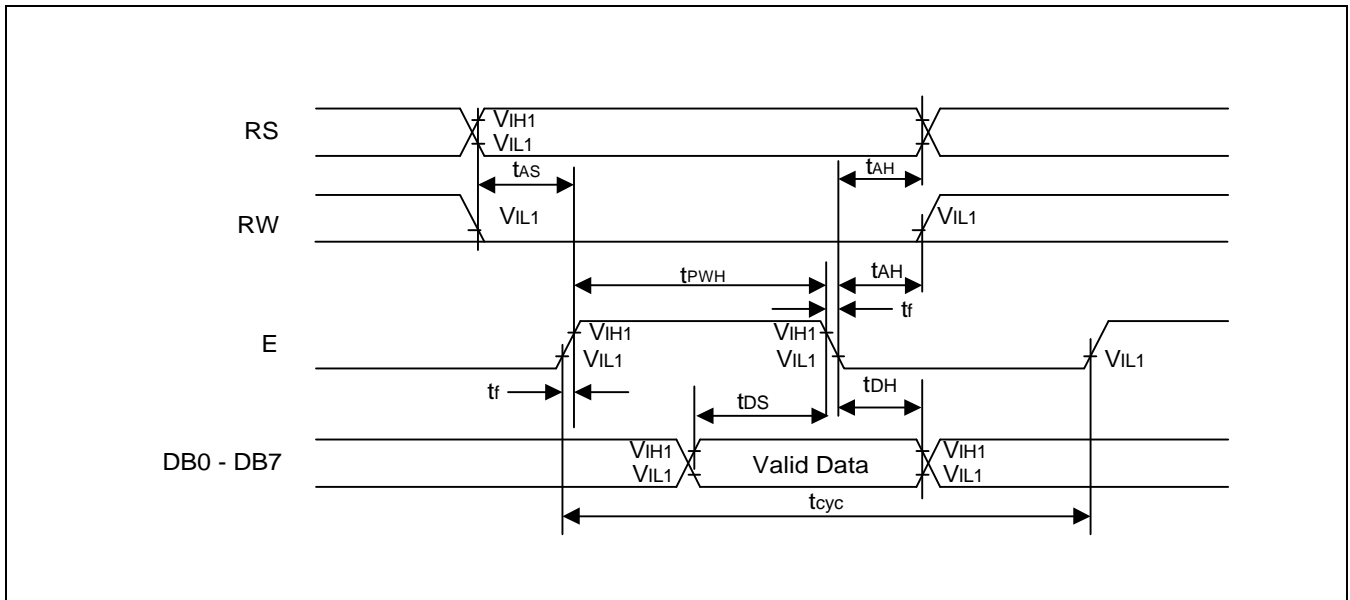 RS
VIH1
VIL1
tAS
tAH
RW
VIL1
VIL1
tPWH
tAH
tf
E
VIH1
VIH1
VIL1
VIL1
VIL1
tf
tDS
tDH
DB0 - DB7
VIH1
Valid Data
VIH1
VIL1
VIL1
tcyc